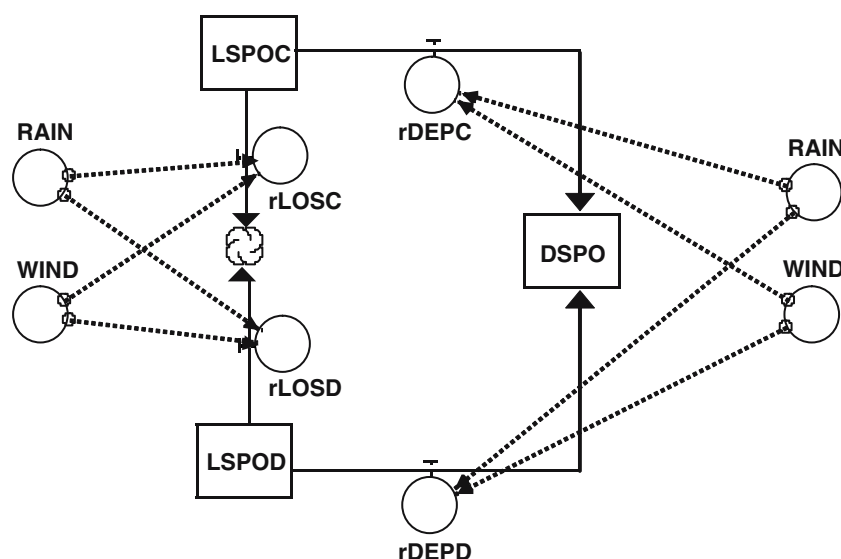 LSPOC
rDEPC
RAIN
RAIN
rLOSC
WIND
DSPO
WIND
rLOSD
LSPOD
rDEPD